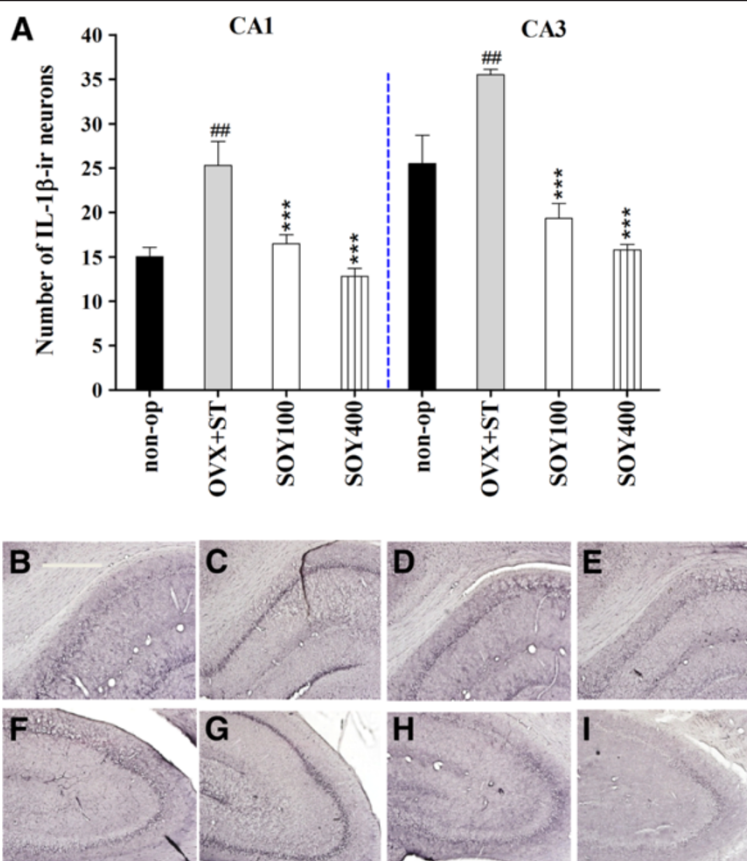 A
CA1
CA3
Number of IL-1β-ir neurons
40
35
30
25
20
15
10
5
0
##
***
***
##
***
***
non-op
OVX+ST
SOY100
SOY400
non-op
OVX+ST
SOY100
SOY400
B
C
D
E
F
G
H
I